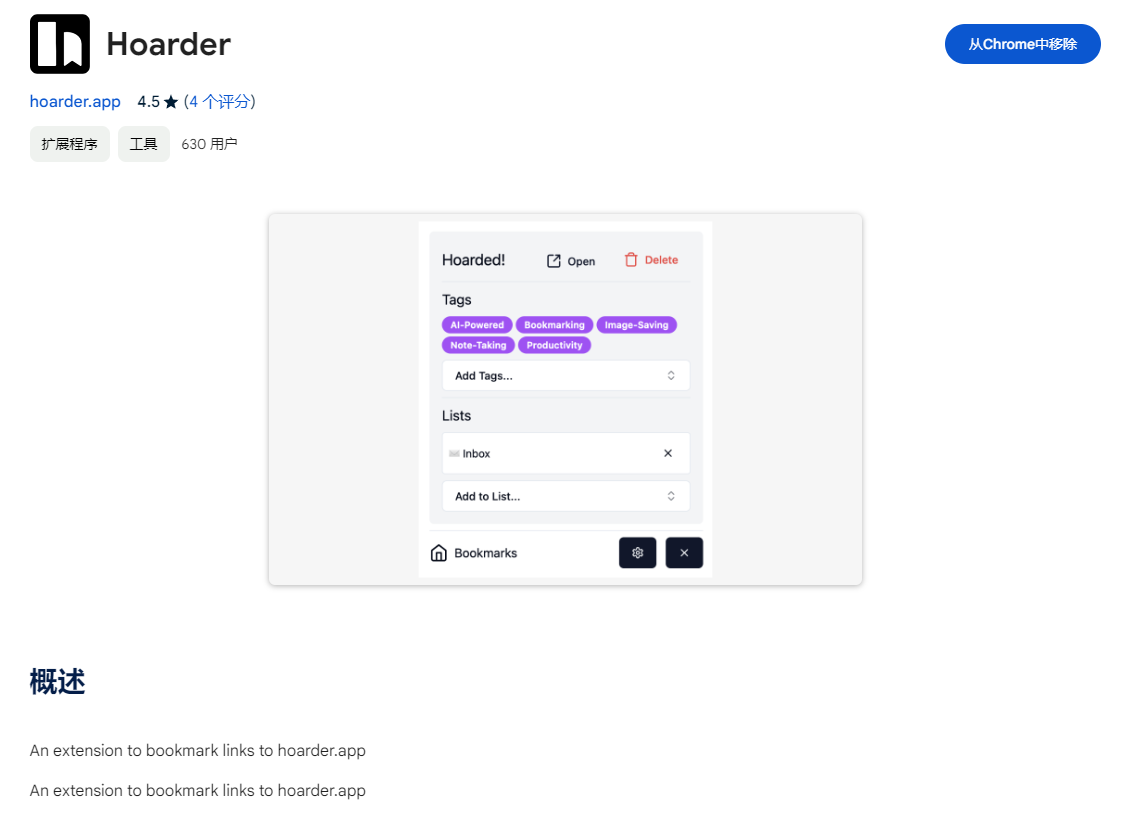 Hoarder
从Chrome中移除
hoarder.app 4.5★ (4 个评分)
扩展程序 工具 630 用户
Hoarded! Open Delete
Tags
AI-Powered Bookmarking Image-Saving
Note-Taking Productivity
Add Tags...
Lists
Inbox
Add to List...
Bookmarks
概述
An extension to bookmark links to hoarder.app
An extension to bookmark links to hoarder.app